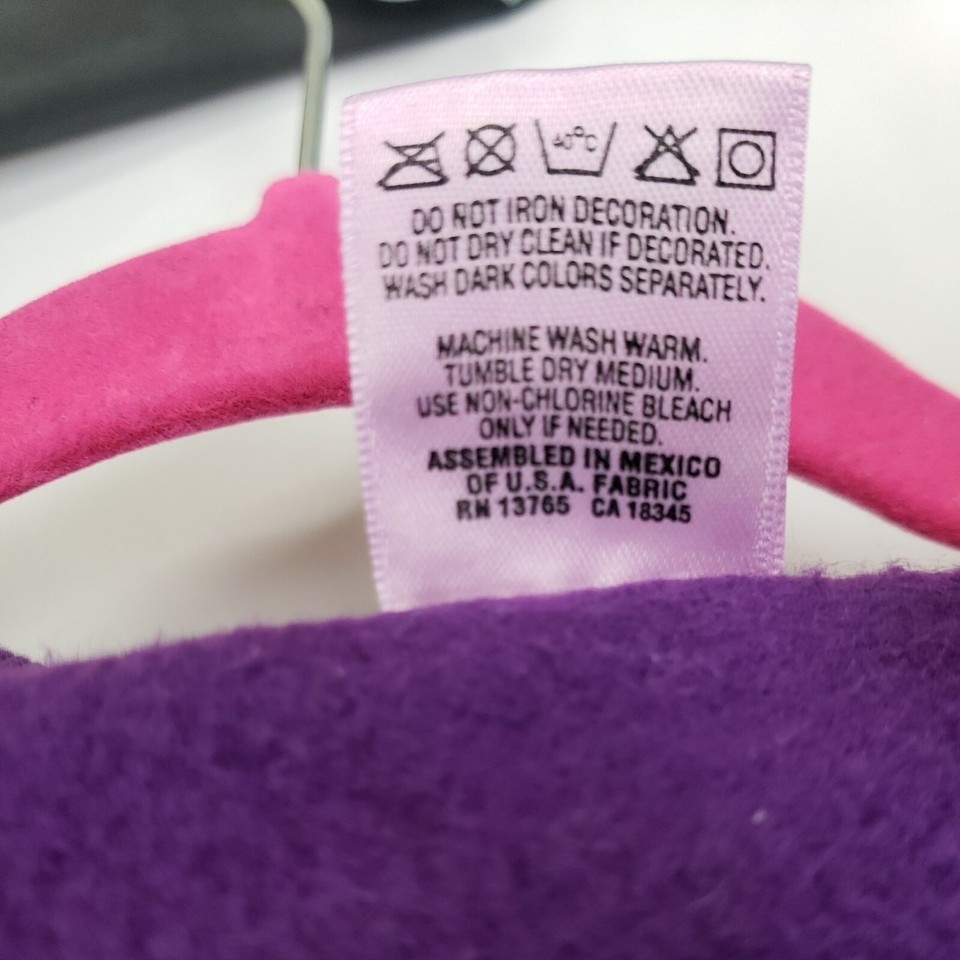 40°C
DO NOT IRON DECORATION.
DO NOT DRY CLEAN IF DECORATED.
WASH DARK COLORS SEPARATELY.
MACHINE WASH WARM.
TUMBLE DRY MEDIUM.
USE NON-CHLORINE BLEACH
ONLY IF NEEDED.
ASSEMBLED IN MEXICO
OF U.S.A. FABRIC
RN 13765 CA 18345